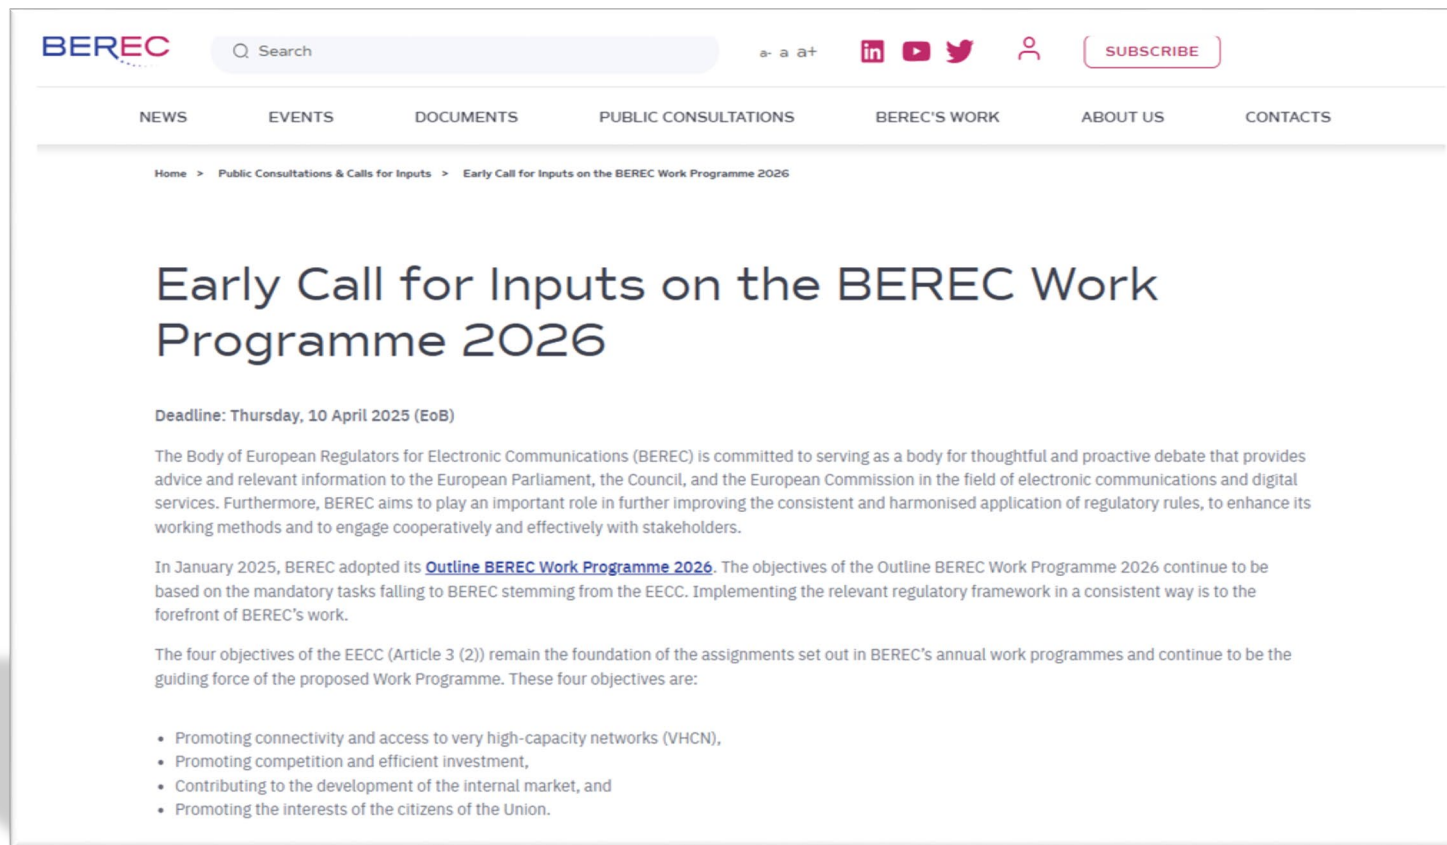 BEREC
Search
a- a a+
in
SUBSCRIBE
NEWS EVENTS DOCUMENTS PUBLIC CONSULTATIONS BEREC'S WORK ABOUT US CONTACTS
Home > Public Consultations & Calls for Inputs > Early Call for Inputs on the BEREC Work Programme 2026
Early Call for Inputs on the BEREC Work
Programme 2026
Deadline: Thursday, 10 April 2025 (EoB)
The Body of European Regulators for Electronic Communications (BEREC) is committed to serving as a body for thoughtful and proactive debate that provides
advice and relevant information to the European Parliament, the Council, and the European Commission in the field of electronic communications and digital
services. Furthermore, BEREC aims to play an important role in further improving the consistent and harmonised application of regulatory rules, to enhance its
working methods and to engage cooperatively and effectively with stakeholders.
In January 2025, BEREC adopted its Outline BEREC Work Programme 2026. The objectives of the Outline BEREC Work Programme 2026 continue to be
based on the mandatory tasks falling to BEREC stemming from the EECC. Implementing the relevant regulatory framework in a consistent way is to the
forefront of BEREC’s work.
The four objectives of the EECC (Article 3 (2)) remain the foundation of the assignments set out in BEREC’s annual work programmes and continue to be the
guiding force of the proposed Work Programme. These four objectives are:
• Promoting connectivity and access to very high-capacity networks (VHCN),
• Promoting competition and efficient investment,
• Contributing to the development of the internal market, and
• Promoting the interests of the citizens of the Union.